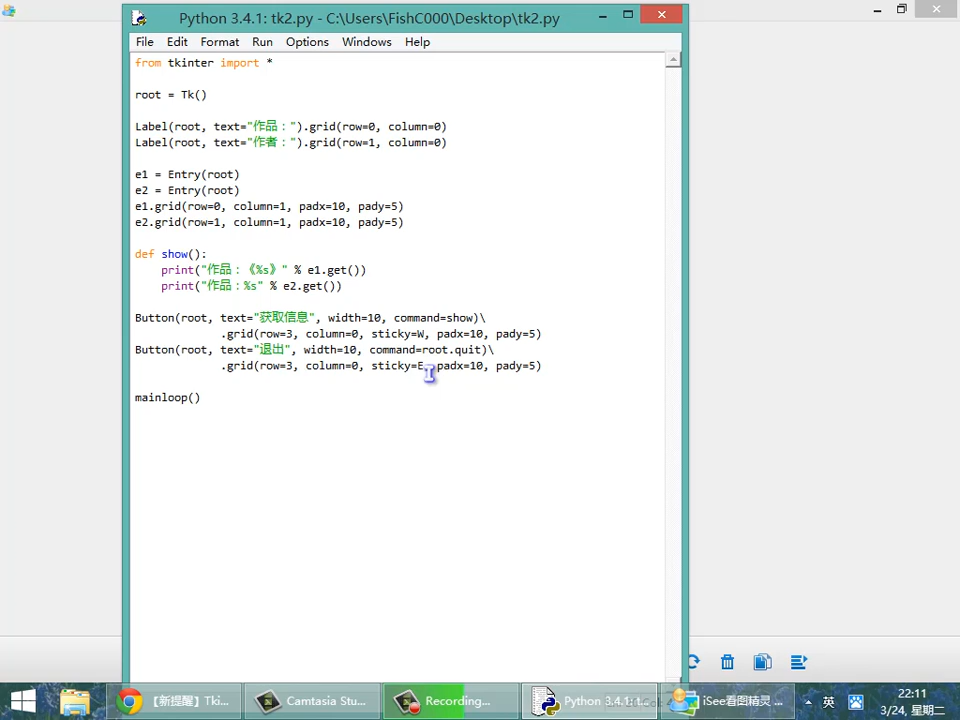 Python 3.4.1: tk2.py - C:\Users\FishC000\Desktop\tk2.py
File Edit Format Run Options Windows Help
from tkinter import *
root = Tk()
Label(root, text="作品：").grid(row=0, column=0)
Label(root, text="作者：").grid(row=1, column=0)
e1 = Entry(root)
e2 = Entry(root)
e1.grid(row=0, column=1, padx=10, pady=5)
e2.grid(row=1, column=1, padx=10, pady=5)
def show():
print("作品：《%s》" % e1.get())
print("作品：%s" % e2.get())
Button(root, text="获取信息", width=10, command=show)\
.grid(row=3, column=0, sticky=W, padx=10, pady=5)
Button(root, text="退出", width=10, command=root.quit)\
.grid(row=3, column=0, sticky=E, padx=10, pady=5)
mainloop()
【新提醒】Tki... Camtasia Stu... Recording... Python 3.4.1: t... iSee看图精灵 ... 英 22:11
3/24, 星期二